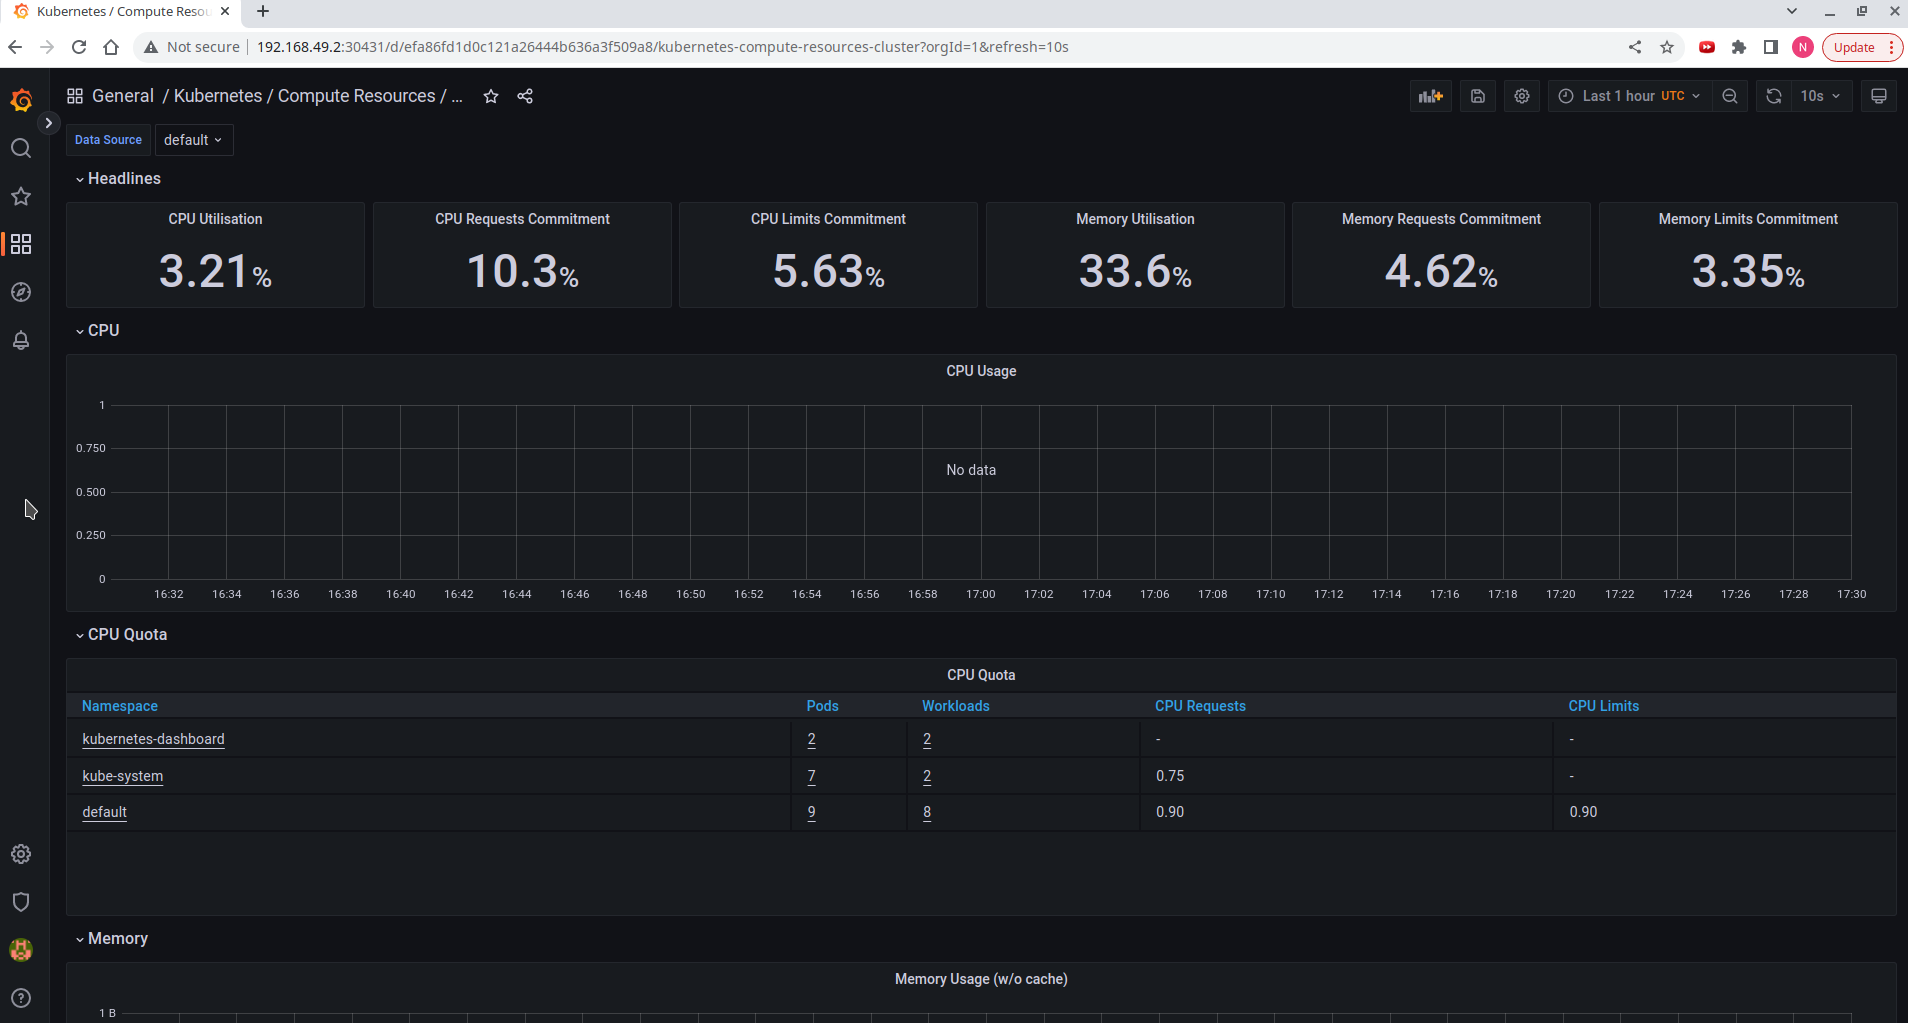 Kubernetes / Compute Resou
Not secure
192.168.49.2:30431/d/efa86fd1d0c121a26444b636a3f509a8/kubernetes-compute-resources-cluster?orgId=1&refresh=10s
N
Update
General / Kubernetes / Compute Resources / ...
Last 1 hour UTC
10s
Data Source
default
Headlines
CPU Utilisation
3.21%
CPU Requests Commitment
10.3%
CPU Limits Commitment
5.63%
Memory Utilisation
33.6%
Memory Requests Commitment
4.62%
Memory Limits Commitment
3.35%
CPU
CPU Usage
1
0.750
0.500
0.250
0
No data
16:32 16:34 16:36 16:38 16:40 16:42 16:44 16:46 16:48 16:50 16:52 16:54 16:56 16:58 17:00 17:02 17:04 17:06 17:08 17:10 17:12 17:14 17:16 17:18 17:20 17:22 17:24 17:26 17:28 17:30
CPU Quota
CPU Quota
Namespace Pods Workloads CPU Requests CPU Limits
kubernetes-dashboard 2 2 - -
kube-system 7 2 0.75 -
default 9 8 0.90 0.90
Memory
Memory Usage (w/o cache)
1 B